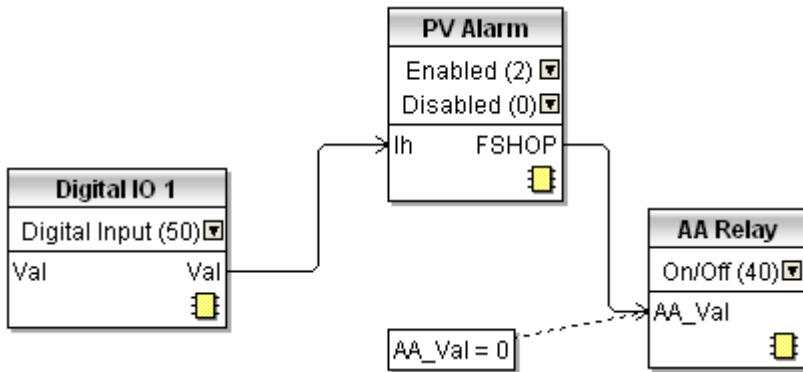 PV Alarm
Enabled (2)
Disabled (0)
Ih FSHOP
Digital IO 1
Digital Input (50)
Val Val
AA Relay
On/Off (40)
AA_Val
AA_Val = 0